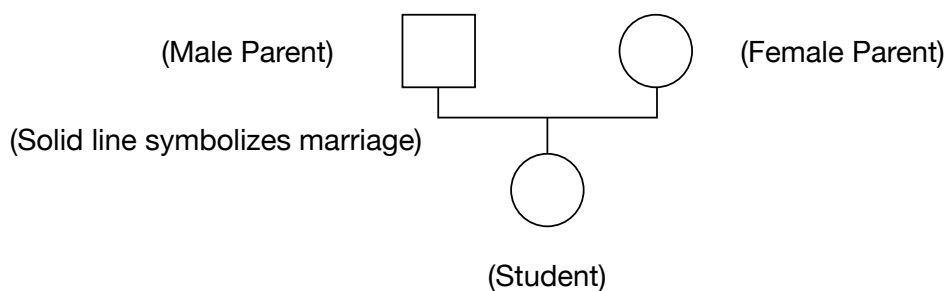 (Male Parent)
(Female Parent)
(Solid line symbolizes marriage)
(Student)